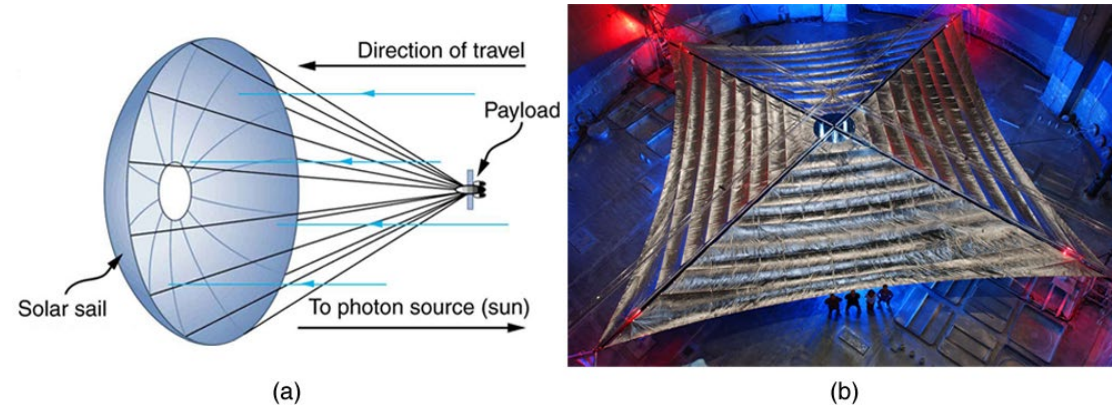 Direction of travel
Payload
Solar sail
To photon source (sun)
(a)
(b)